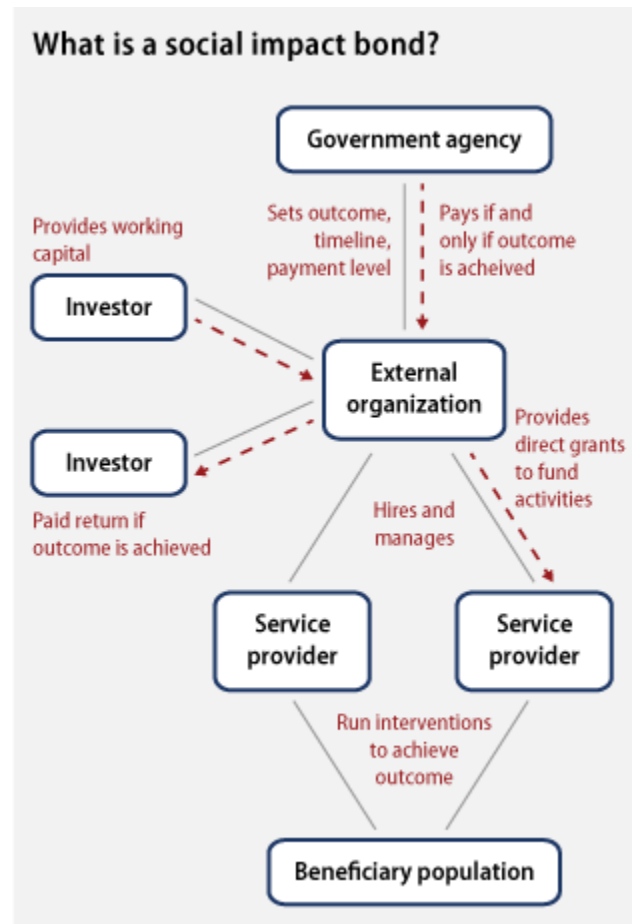 What is a social impact bond?
Government agency
Sets outcome,
timeline,
payment level
Pays if and
only if outcome
is acheived
Provides working
capital
Investor
External
organization
Investor
Paid return if
outcome is achieved
Provides
direct grants
to fund
activities
Hires and
manages
Service
provider
Service
provider
Run interventions
to achieve
outcome
Beneficiary population